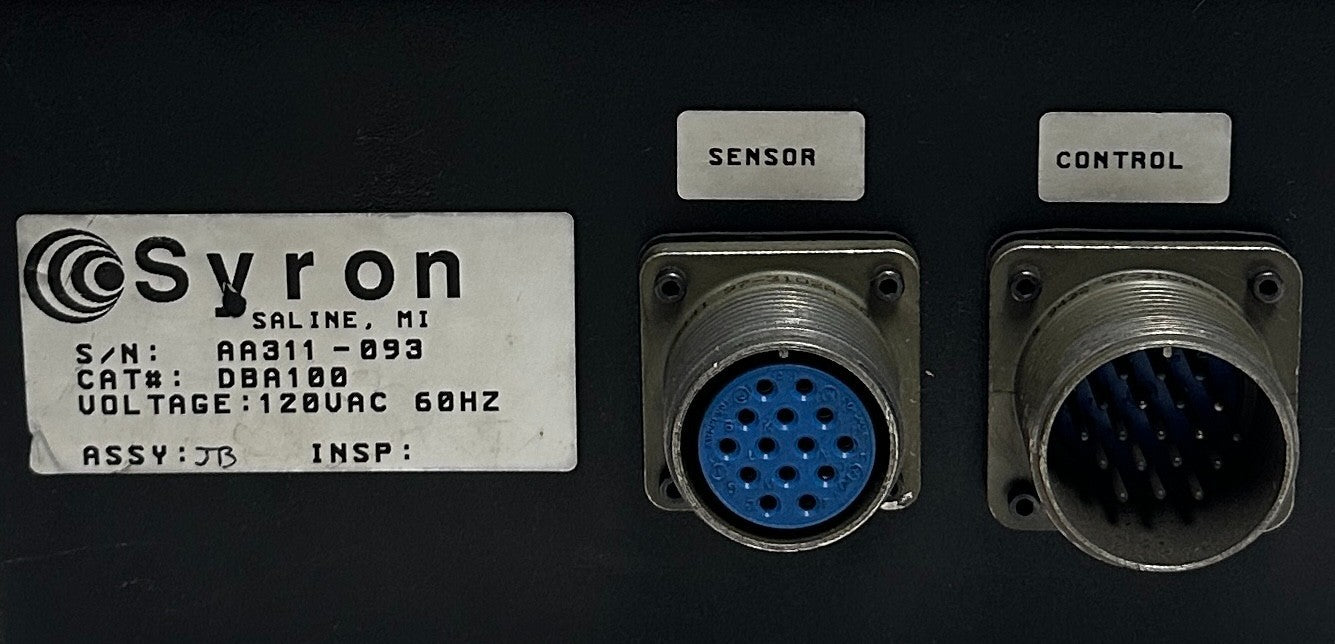 Syron
SALINE, MI
S/N: AA311-093
CAT#: DBA100
VOLTAGE:120VAC 60HZ
ASSY: JB INSP:
SENSOR
CONTROL